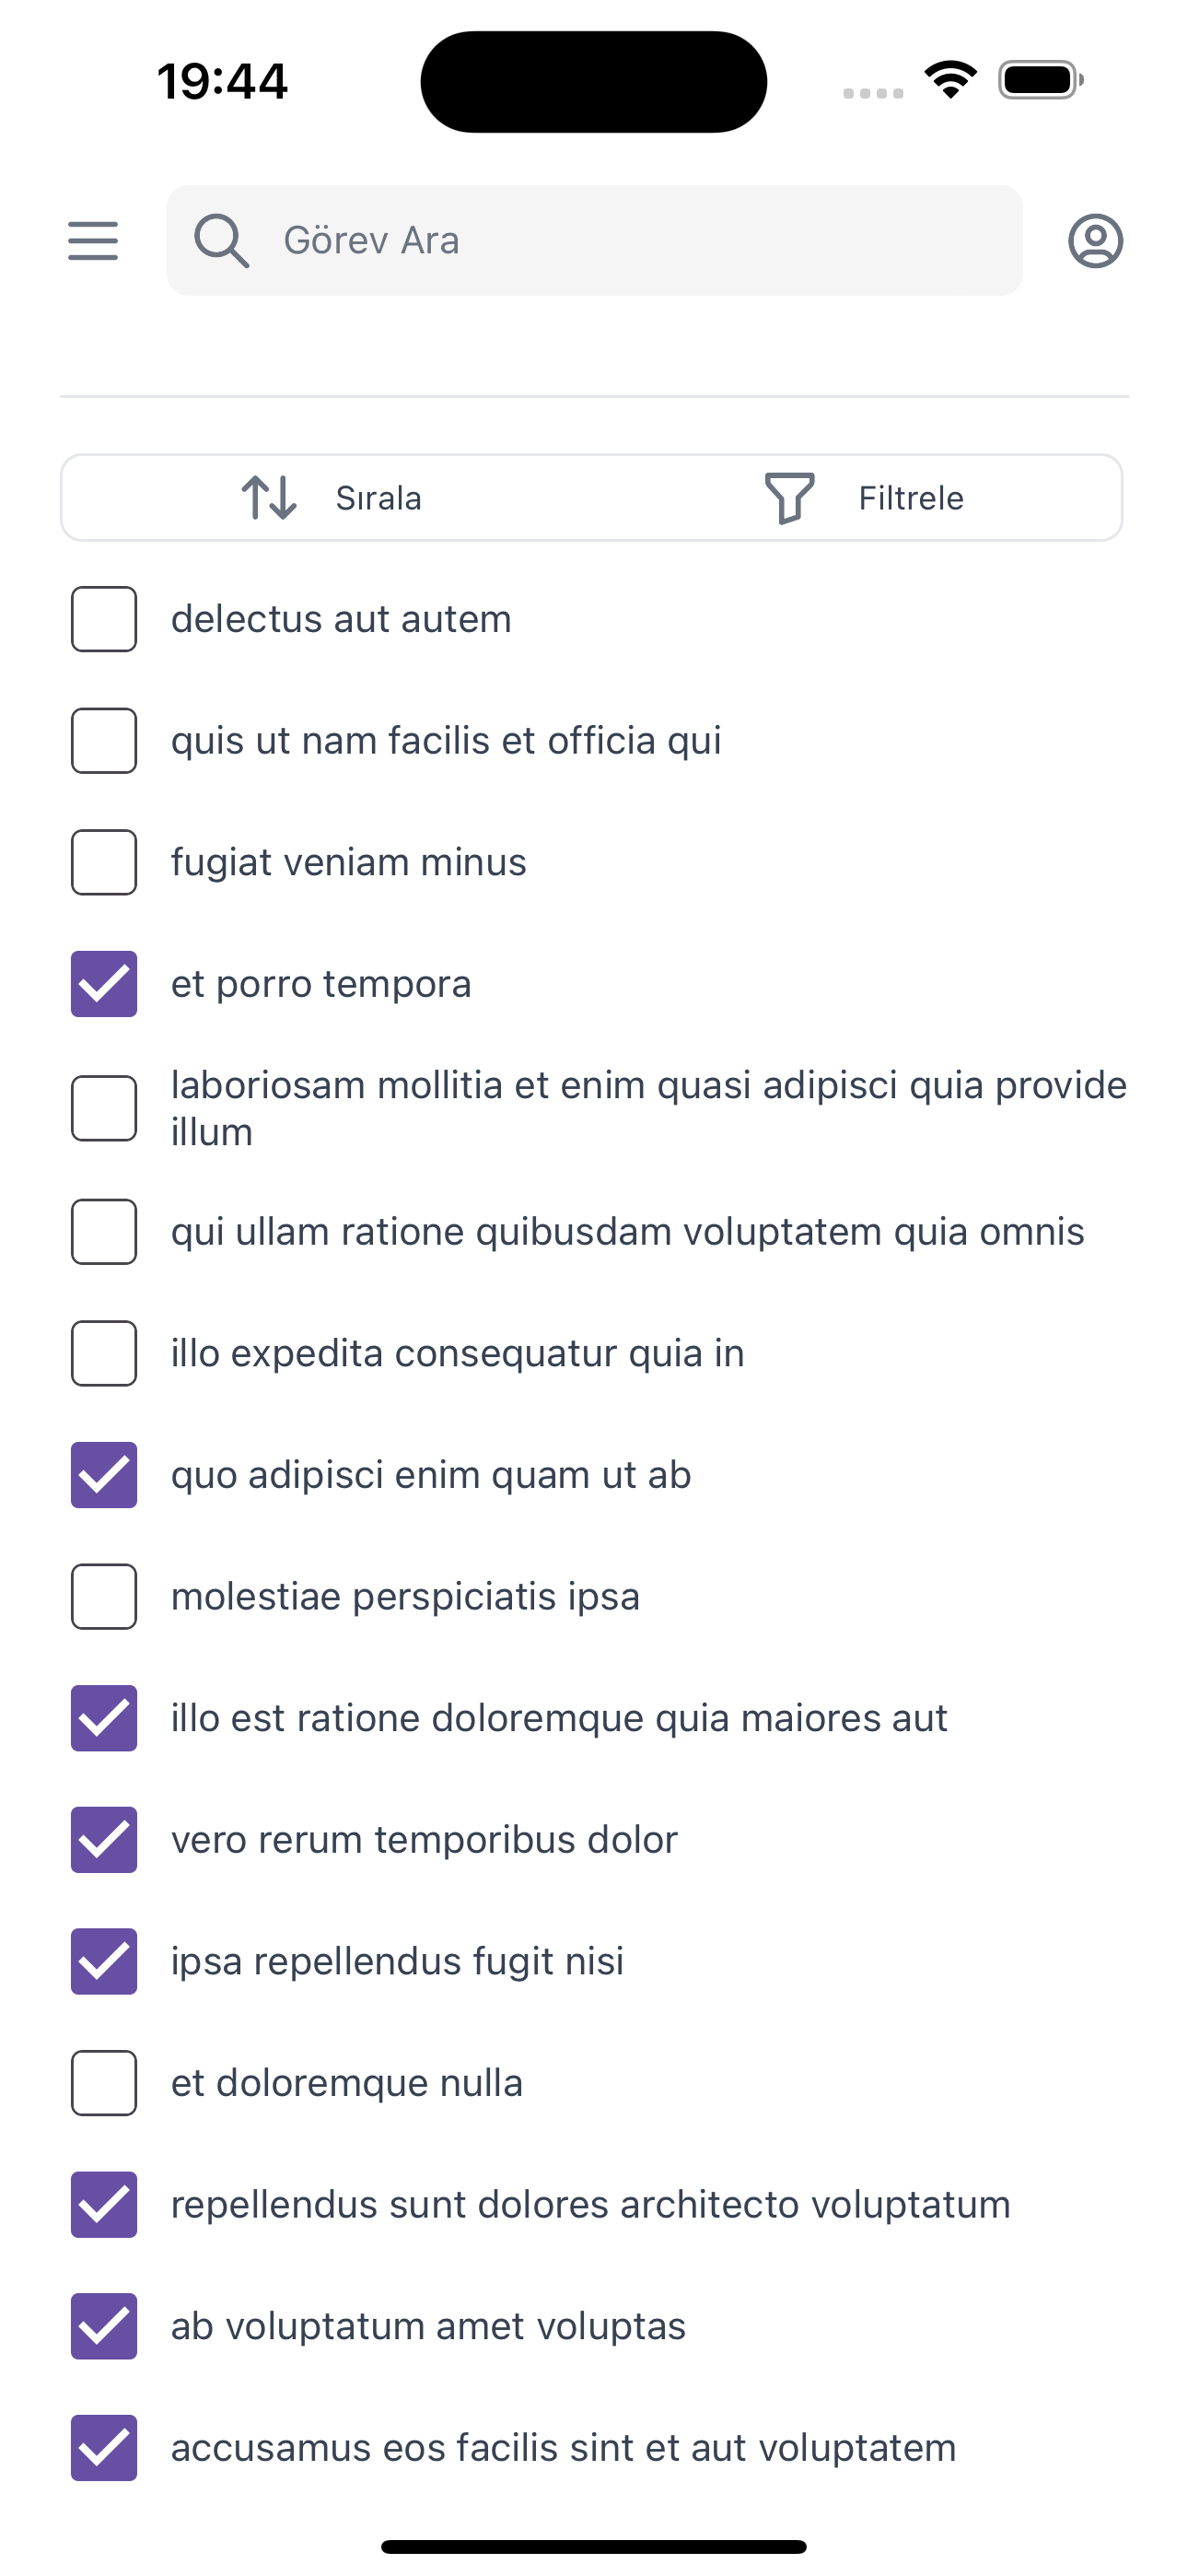 19:44
Görev Ara
Sırala
Filtrele
delectus aut autem
quis ut nam facilis et officia qui
fugiat veniam minus
et porro tempora
laboriosam mollitia et enim quasi adipisci quia provide
illum
qui ullam ratione quibusdam voluptatem quia omnis
illo expedita consequatur quia in
quo adipisci enim quam ut ab
molestiae perspiciatis ipsa
illo est ratione doloremque quia maiores aut
vero rerum temporibus dolor
ipsa repellendus fugit nisi
et doloremque nulla
repellendus sunt dolores architecto voluptatum
ab voluptatum amet voluptas
accusamus eos facilis sint et aut voluptatem